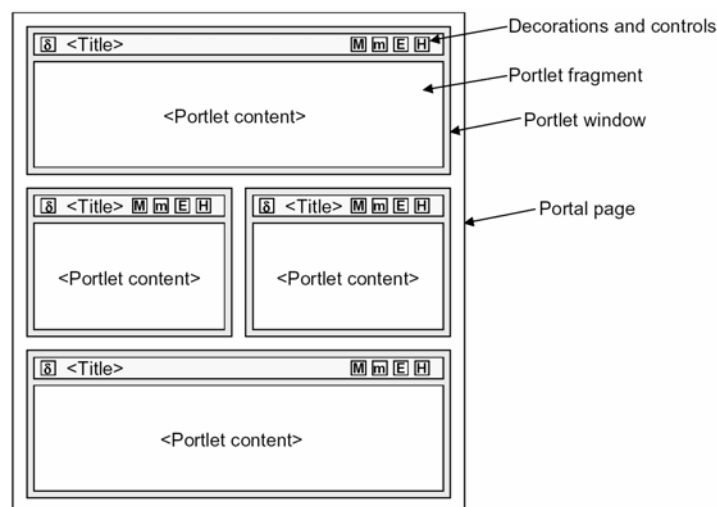 Decorations and controls
δ <Title> M m E H
Portlet fragment
<Portlet content>
Portlet window
δ <Title> M m E H
δ <Title> M m E H
Portal page
<Portlet content>
<Portlet content>
δ <Title> M m E H
<Portlet content>